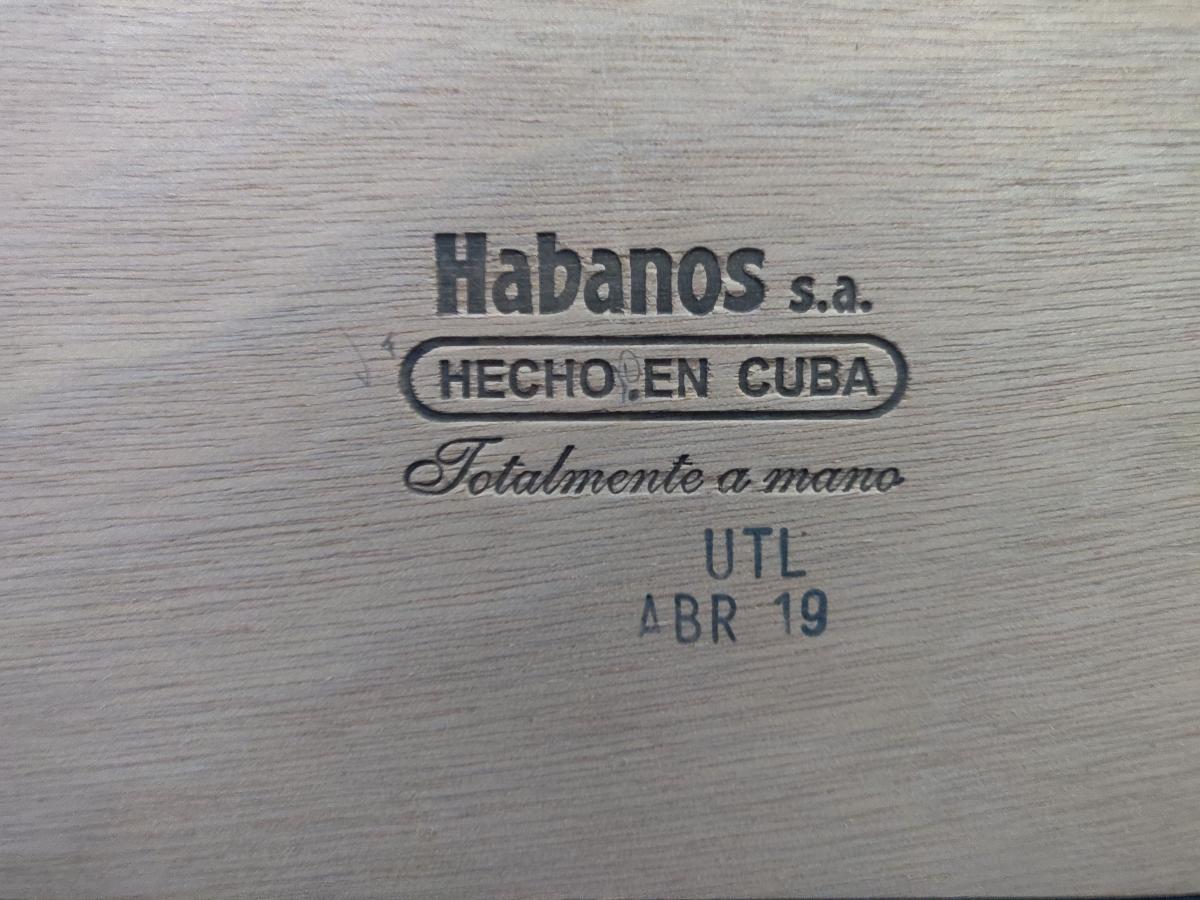 Habanos s.a.
HECHO EN CUBA
Totalmente a mano
UTL
ABR 19